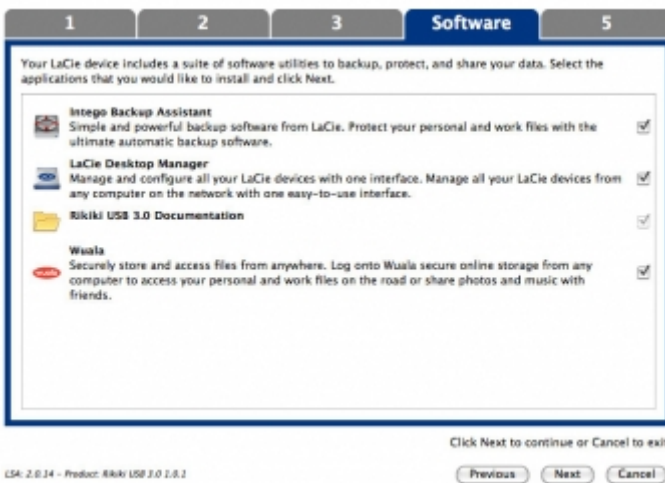 1 2 3 Software 5
Your LaCie device includes a suite of software utilities to backup, protect, and share your data. Select the
applications that you would like to install and click Next.
Intego Backup Assistant
Simple and powerful backup software from LaCie. Protect your personal and work files with the
ultimate automatic backup software.
LaCie Desktop Manager
Manage and configure all your LaCie devices with one interface. Manage all your LaCie devices from
any computer on the network with one easy-to-use interface.
Rikiki USB 3.0 Documentation
Wuala
wuala
Securely store and access files from anywhere. Log onto Wuala secure online storage from any
computer to access your personal and work files on the road or share photos and music with
friends.
Click Next to continue or Cancel to exit
LSA: 2.0.14 - Product: Rikiki USB 3.0 1.0.2
Previous Next Cancel